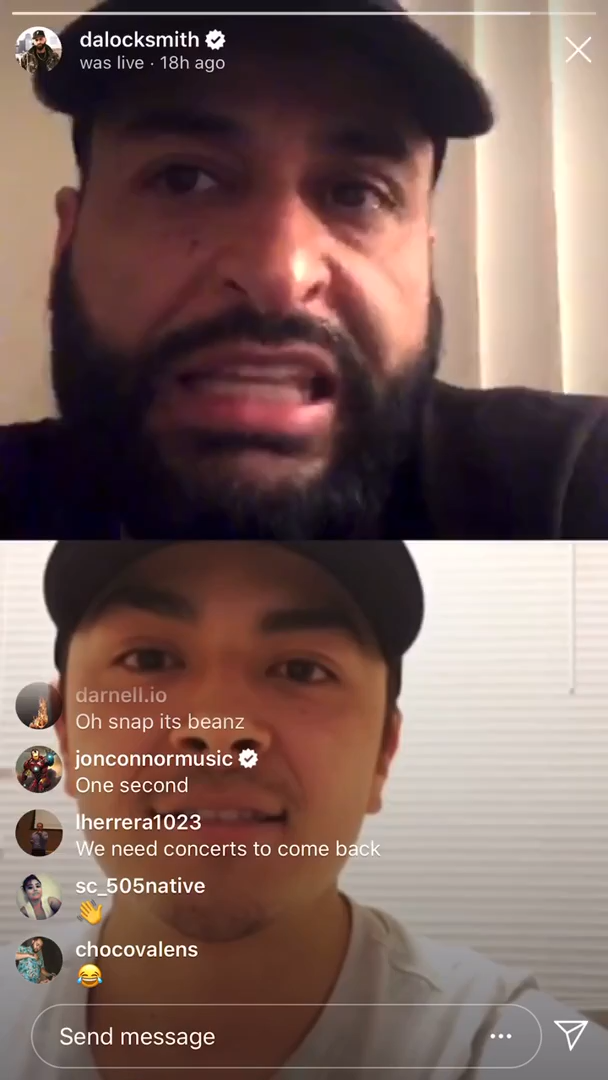 dalocksmith
was live · 18h ago
darnell.io
Oh snap its beanz
jonconnormusic
One second
lherrera1023
We need concerts to come back
sc_505native
👋
chocovalens
😂
Send message